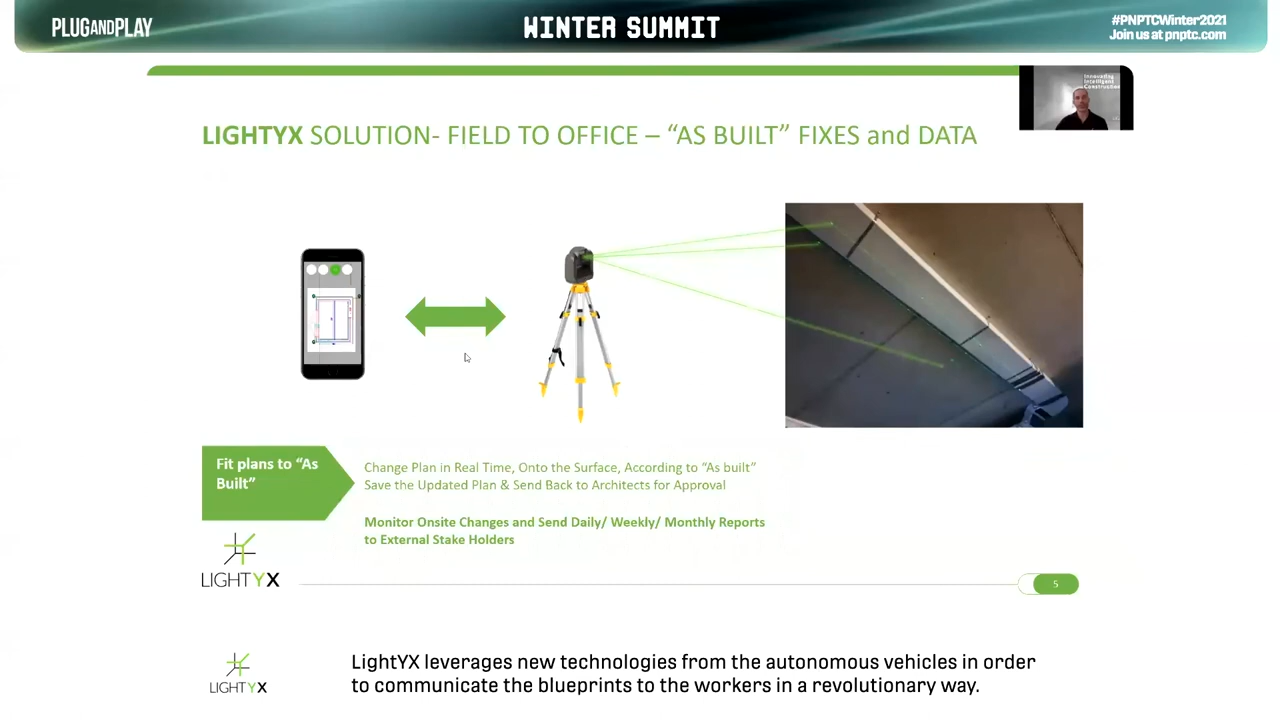 PLUGANDPLAY
WINTER SUMMIT
#PNPTCWinter2021
Join us at pnptc.com
Innovating
Intelligent
Construction
LIGHTYX SOLUTION- FIELD TO OFFICE – “AS BUILT” FIXES and DATA
Fit plans to “As
Built”
Change Plan in Real Time, Onto the Surface, According to “As built”
Save the Updated Plan & Send Back to Architects for Approval
Monitor Onsite Changes and Send Daily/ Weekly/ Monthly Reports
to External Stake Holders
LIGHTYX
5
LIGHTYX
LightYX leverages new technologies from the autonomous vehicles in order
to communicate the blueprints to the workers in a revolutionary way.